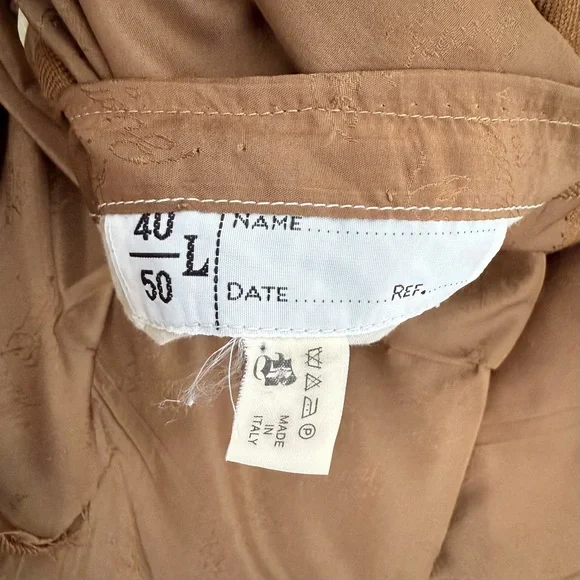 40 L NAME..............................
50 DATE.............. REF......
MADE
IN
ITALY
P